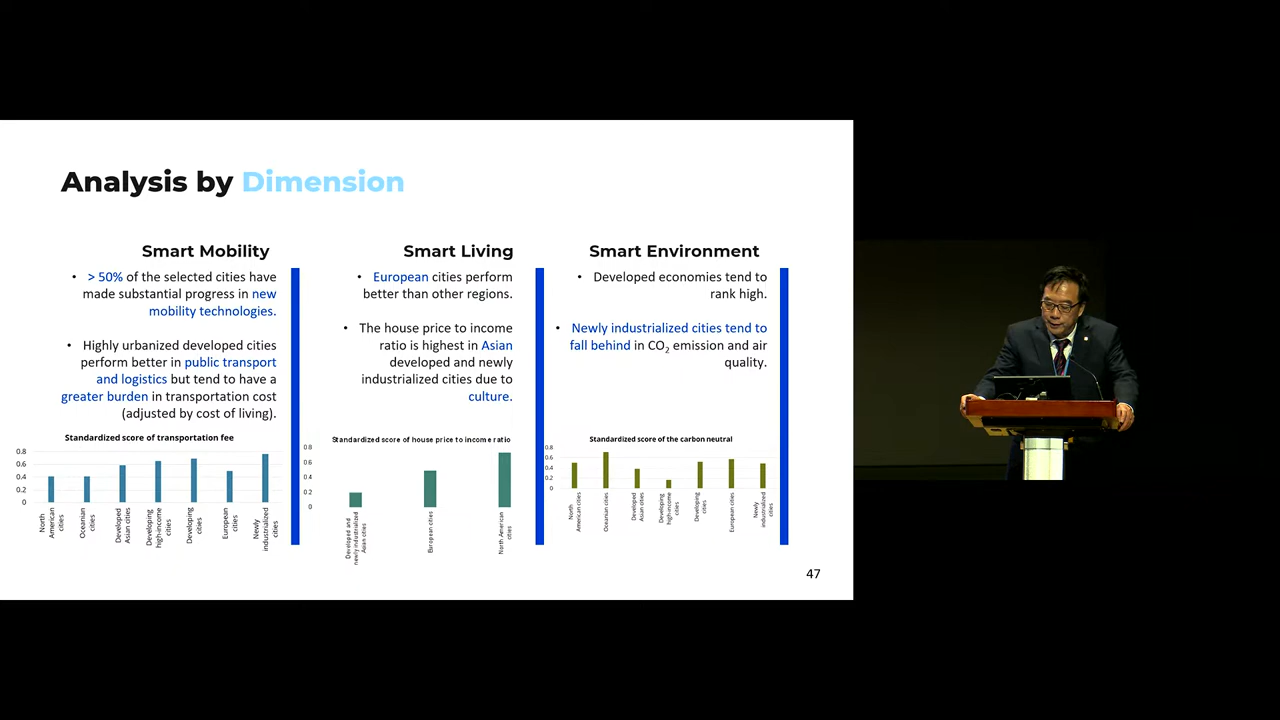 Analysis by Dimension
Smart Mobility
• > 50% of the selected cities have
made substantial progress in new
mobility technologies.
• Highly urbanized developed cities
perform better in public transport
and logistics but tend to have a
greater burden in transportation cost
(adjusted by cost of living).
Standardized score of transportation fee
0.8
0.6
0.4
0.2
0
North
American
cities
Oceanian
cities
Developed
Asian cities
Developing
high-income
cities
Developing
cities
European
cities
Newly
industrialized
cities
Smart Living
• European cities perform
better than other regions.
• The house price to income
ratio is highest in Asian
developed and newly
industrialized cities due to
culture.
Standardized score of house price to income ratio
0.8
0.6
0.4
0.2
0
Developed and
newly industrialized
Asian cities
European cities
North American
cities
Smart Environment
• Developed economies tend to
rank high.
• Newly industrialized cities tend to
fall behind in CO2 emission and air
quality.
Standardized score of the carbon neutral
0.8
0.6
0.4
0.2
0
North
American cities
Oceanian cities
Developed
Asian cities
Developing
high-income
cities
Developing
cities
European cities
Newly
industrialized
cities
47